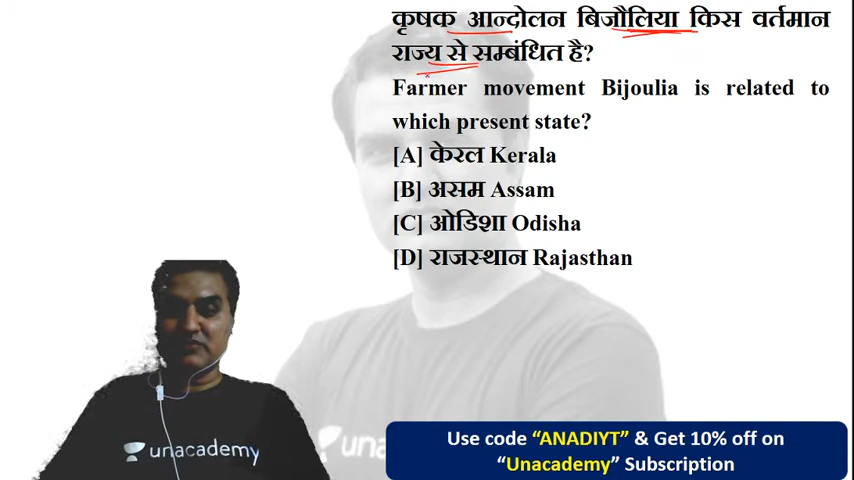 कृषक आन्दोलन बिजौलिया किस वर्तमान
राज्य से सम्बंधित है?
Farmer movement Bijoulia is related to
which present state?
[A] केरल Kerala
[B] असम Assam
[C] ओडिशा Odisha
[D] राजस्थान Rajasthan
unacademy
una
Use code “ANADIYT” & Get 10% off on
“Unacademy” Subscription